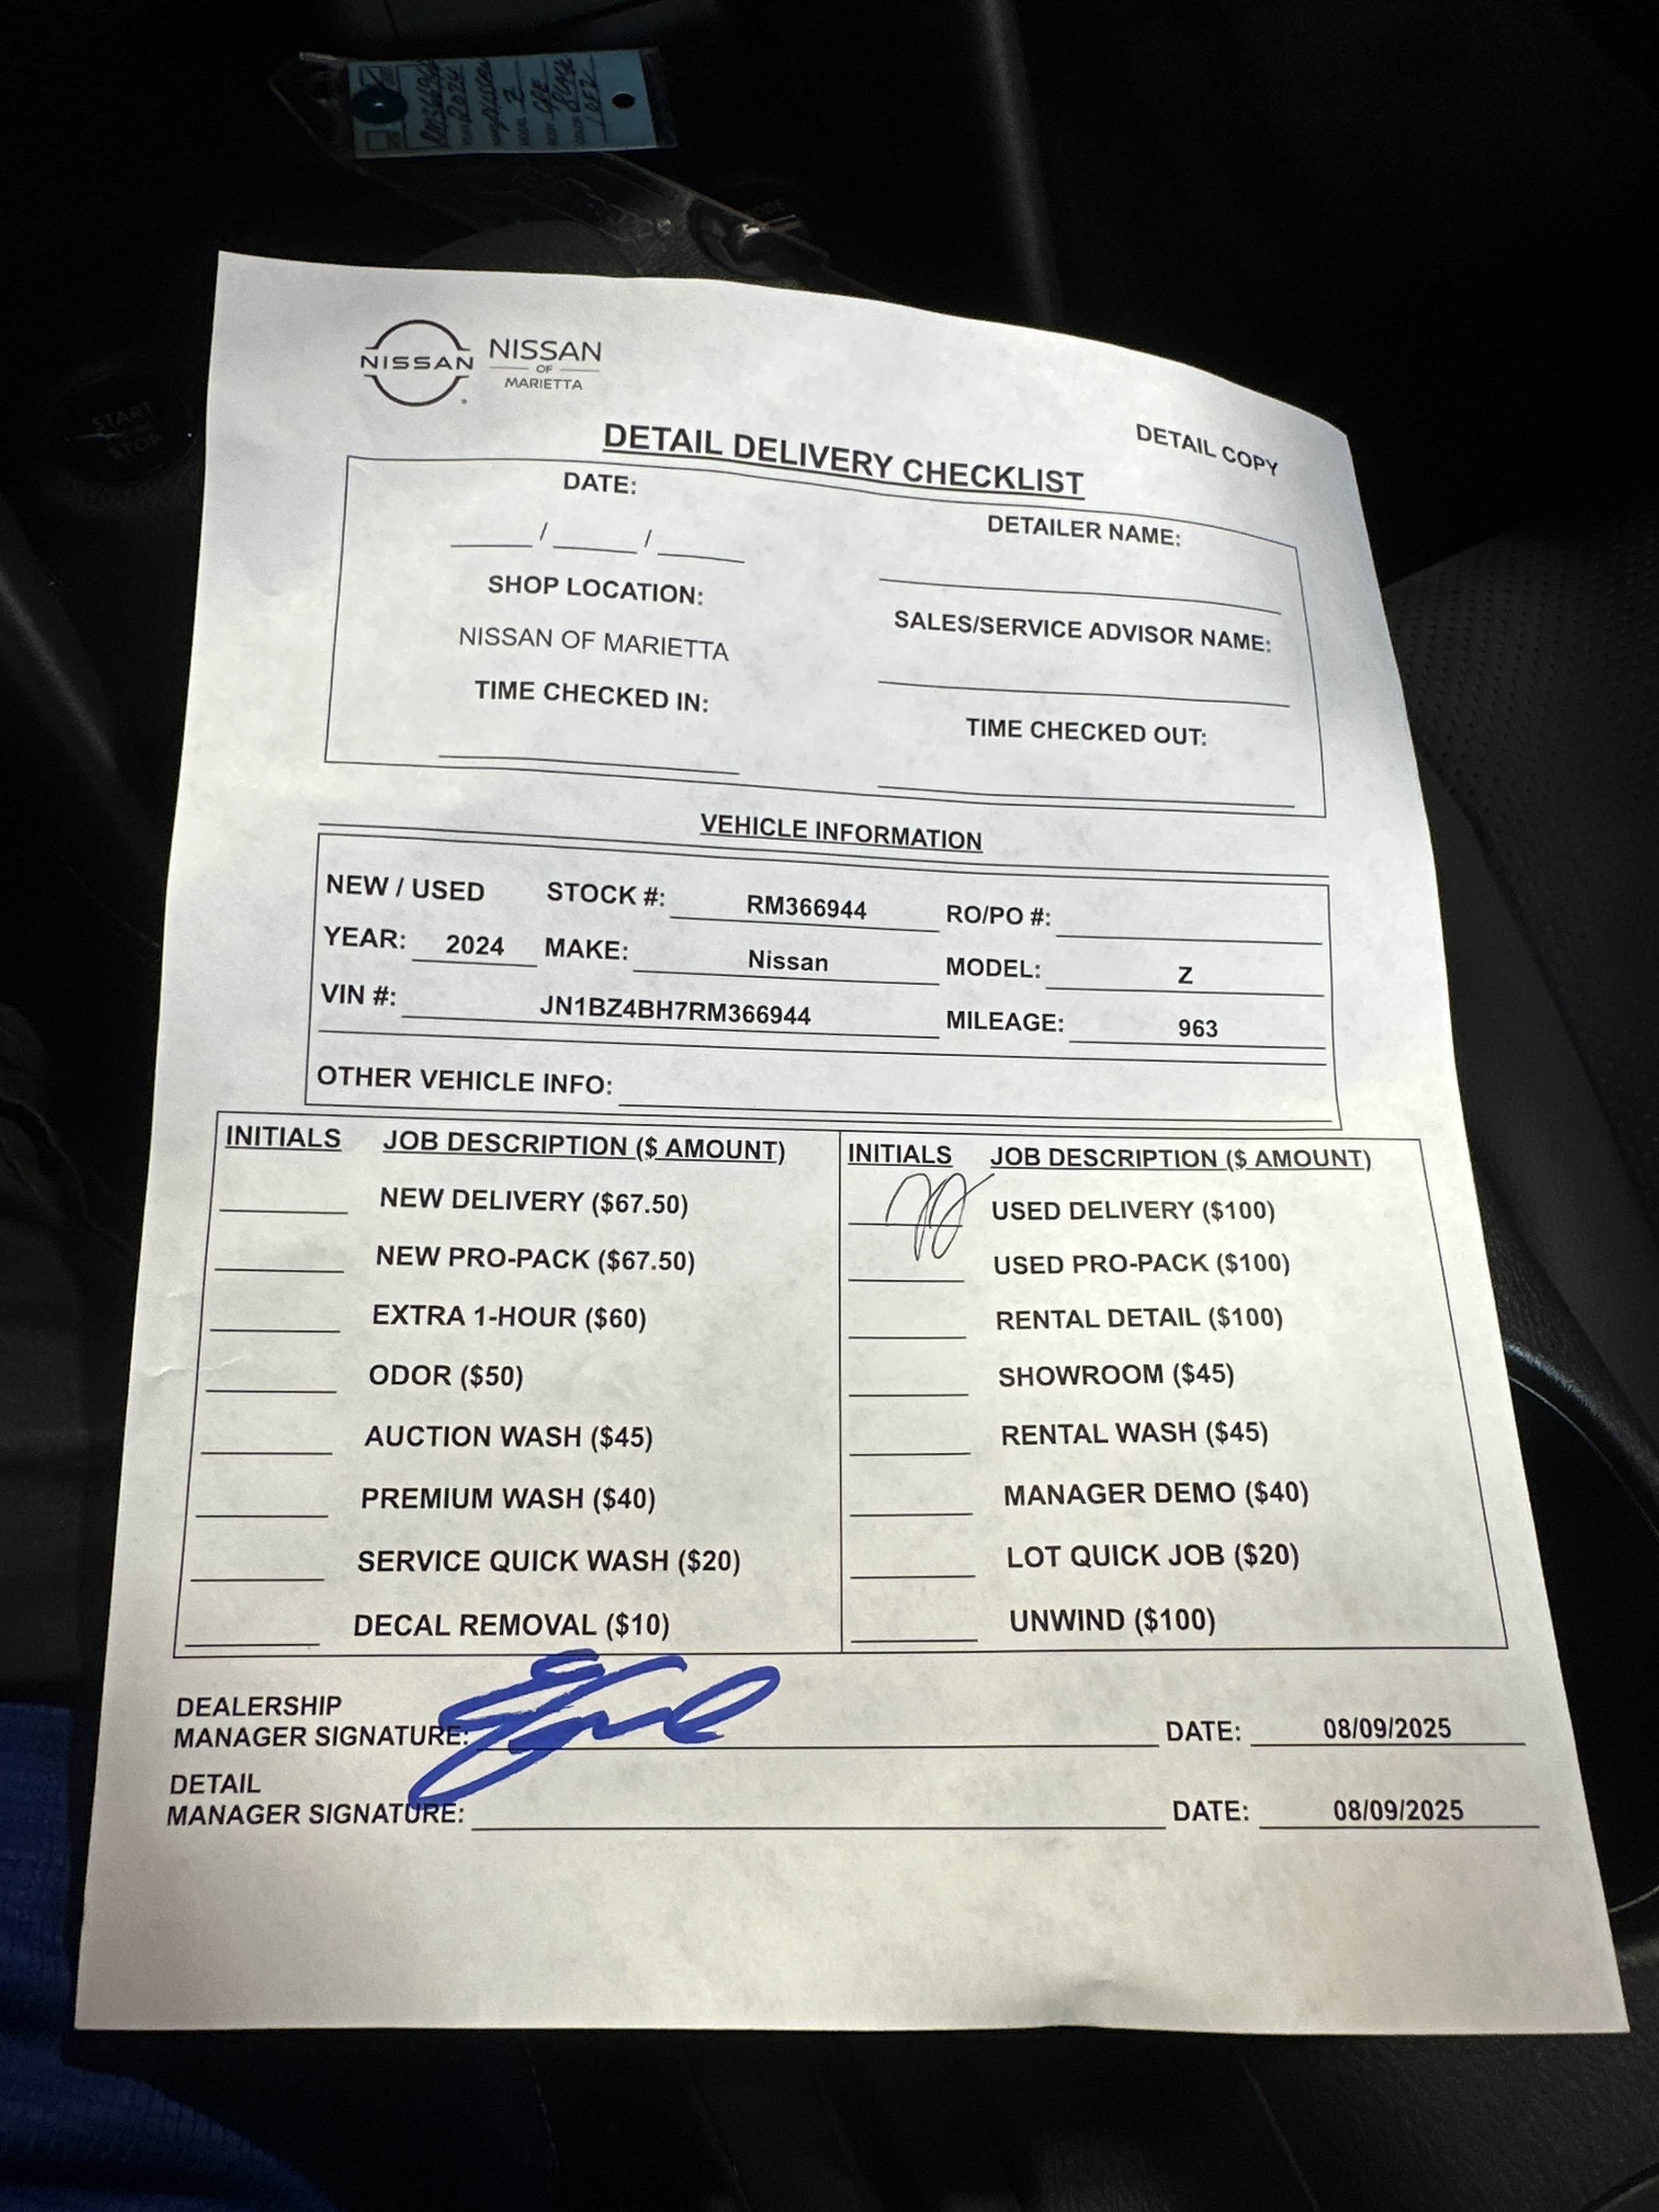 2024
Z
NISSAN
NISSAN
OF
MARIETTA
START
STOP
DETAIL COPY
DETAIL DELIVERY CHECKLIST
DATE:
DETAILER NAME:
____ / ____ / ____
SHOP LOCATION:
NISSAN OF MARIETTA
SALES/SERVICE ADVISOR NAME:
TIME CHECKED IN:
TIME CHECKED OUT:
VEHICLE INFORMATION
NEW / USED STOCK #: RM366944 RO/PO #:
YEAR: 2024 MAKE: Nissan MODEL: Z
VIN #: JN1BZ4BH7RM366944 MILEAGE: 963
OTHER VEHICLE INFO:
INITIALS JOB DESCRIPTION ($ AMOUNT) INITIALS JOB DESCRIPTION ($ AMOUNT)
NEW DELIVERY ($67.50) USED DELIVERY ($100)
NEW PRO-PACK ($67.50) USED PRO-PACK ($100)
EXTRA 1-HOUR ($60) RENTAL DETAIL ($100)
ODOR ($50) SHOWROOM ($45)
AUCTION WASH ($45) RENTAL WASH ($45)
PREMIUM WASH ($40) MANAGER DEMO ($40)
SERVICE QUICK WASH ($20) LOT QUICK JOB ($20)
DECAL REMOVAL ($10) UNWIND ($100)
DEALERSHIP
MANAGER SIGNATURE: DATE: 08/09/2025
DETAIL
MANAGER SIGNATURE: DATE: 08/09/2025